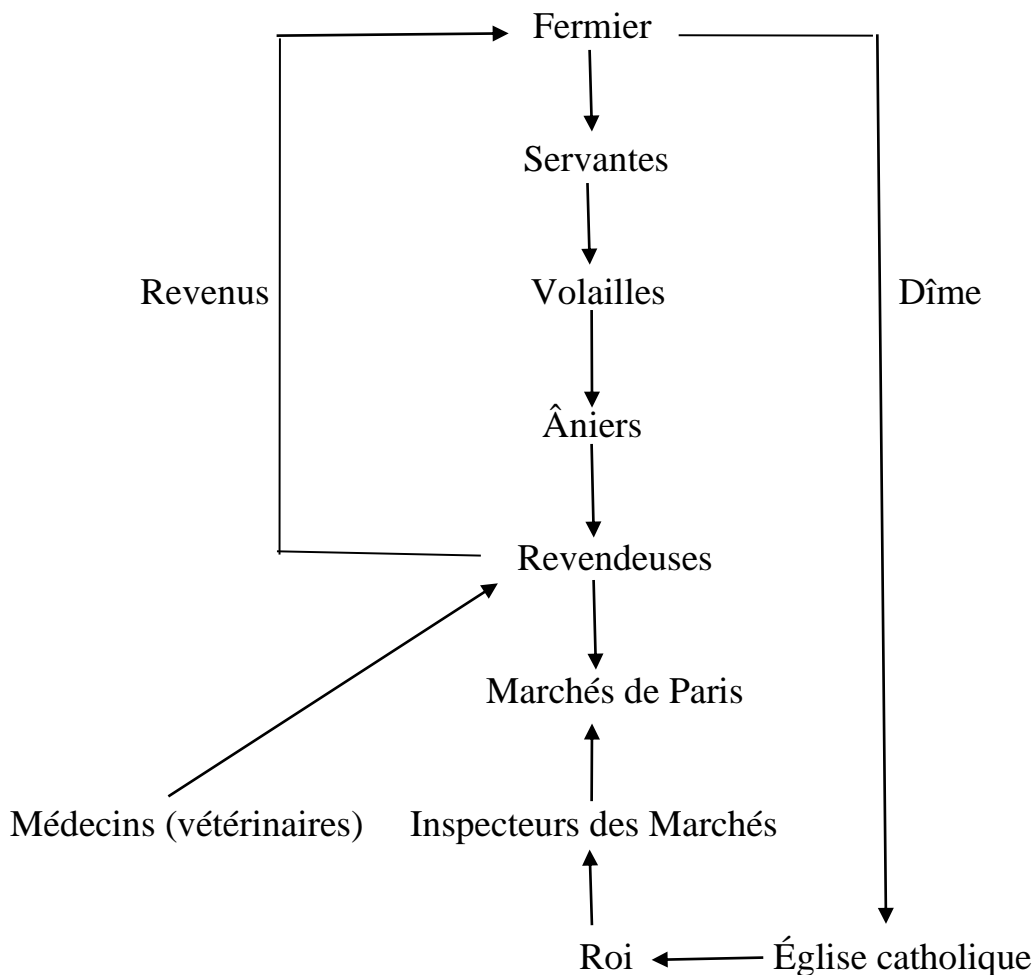 Fermier
Servantes
Revenus
Volailles
Dîme
Âniers
Revendeuses
Marchés de Paris
Médecins (vétérinaires)
Inspecteurs des Marchés
Roi
Église catholique